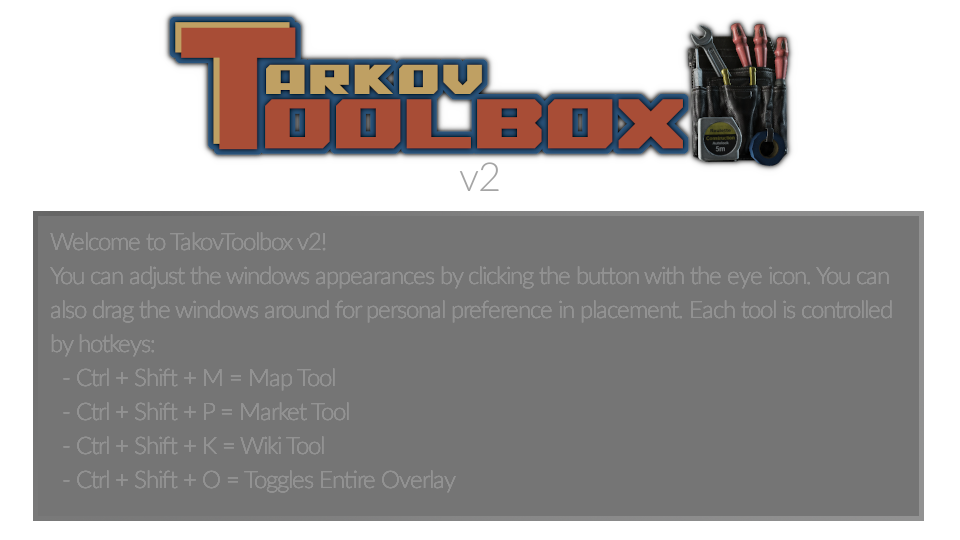 TARKOV
TOOLBOX
v2
Welcome to TakovToolbox v2!
You can adjust the windows appearances by clicking the button with the eye icon. You can
also drag the windows around for personal preference in placement. Each tool is controlled
by hotkeys:
- Ctrl + Shift + M = Map Tool
- Ctrl + Shift + P = Market Tool
- Ctrl + Shift + K = Wiki Tool
- Ctrl + Shift + O = Toggles Entire Overlay
5m